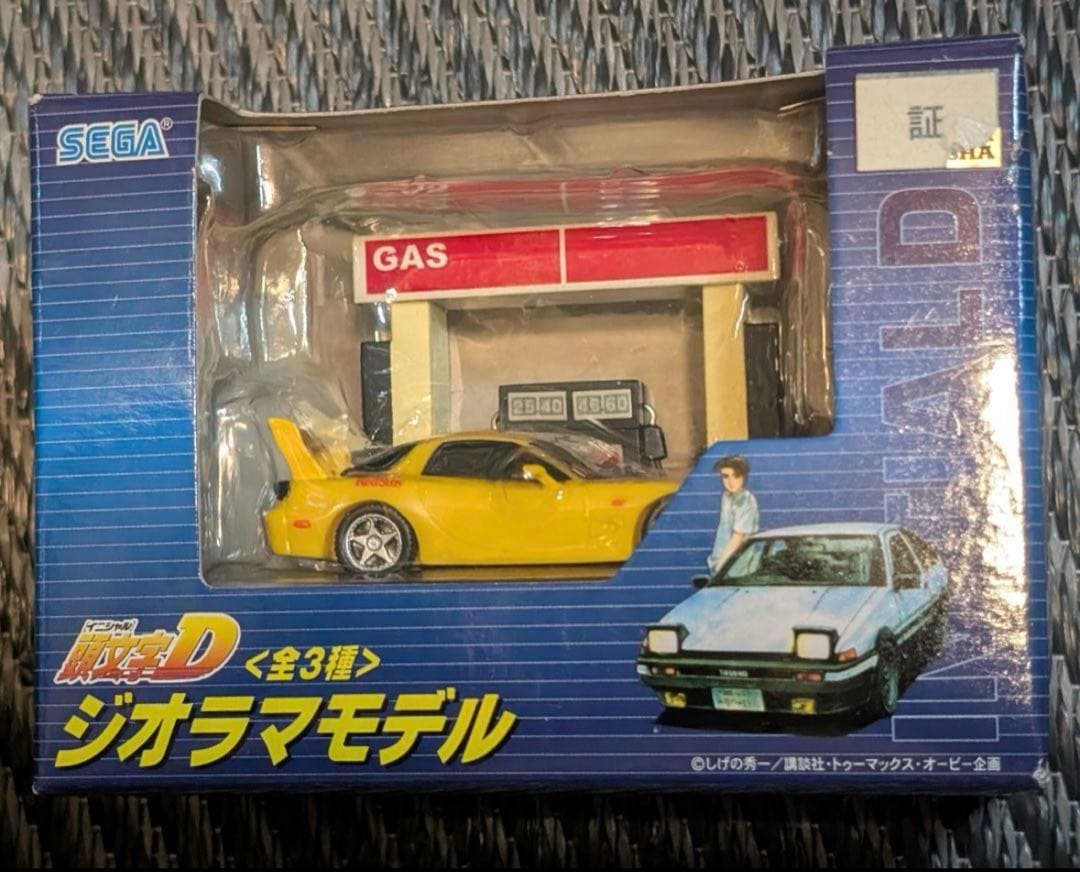 SEGA®
証
SHA
GAS
25 40 48 60
RedSuns
INITIAL D
イニシャル
頭文字D
<全3種>
ジオラマモデル
TRUENO
©しげの秀一/講談社・トゥーマックス・オービー企画